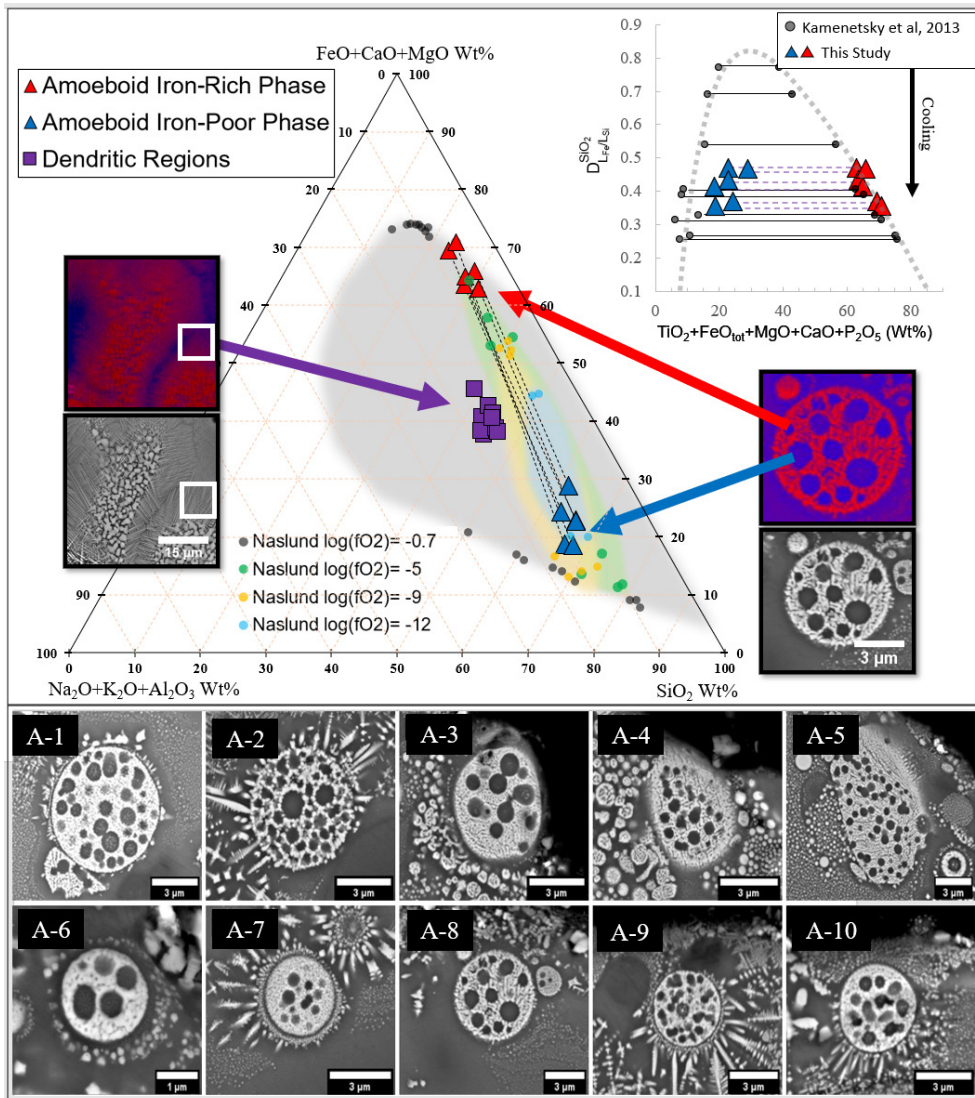 FeO+CaO+MgO Wt%
Amoeboid Iron-Rich Phase
Amoeboid Iron-Poor Phase
Dendritic Regions
0
100
10
90
20
80
30
70
40
60
50
50
60
40
70
30
80
20
90
10
100
0
0
10
20
30
40
50
60
70
80
90
100
Na₂O+K₂O+Al₂O₃ Wt%
SiO₂ Wt%
Naslund log(fO2)= -0.7
Naslund log(fO2)= -5
Naslund log(fO2)= -9
Naslund log(fO2)= -12
15 µm
3 µm
Kamenetsky et al, 2013
This Study
Cooling
D SiO₂ L_Fe/L_Si
0.9
0.8
0.7
0.6
0.5
0.4
0.3
0.2
0.1
0
20
40
60
80
TiO₂+FeO_tot+MgO+CaO+P₂O₅ (Wt%)
A-1
3 µm
A-2
3 µm
A-3
3 µm
A-4
3 µm
A-5
3 µm
A-6
1 µm
A-7
3 µm
A-8
3 µm
A-9
3 µm
A-10
3 µm